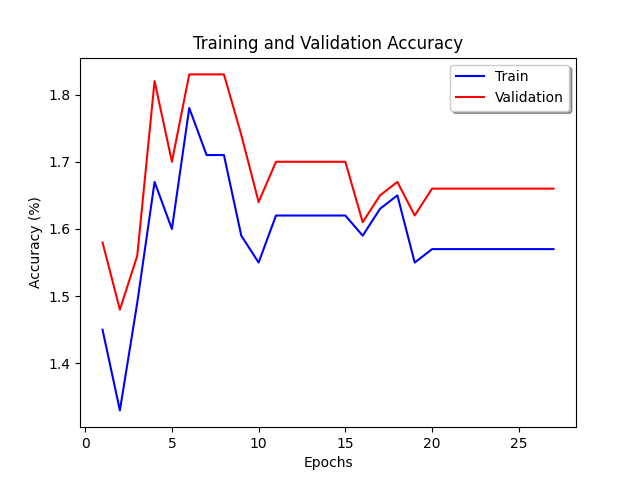 Training and Validation Accuracy
Train
Validation
1.8
1.7
1.6
1.5
1.4
Accuracy (%)
0 5 10 15 20 25
Epochs